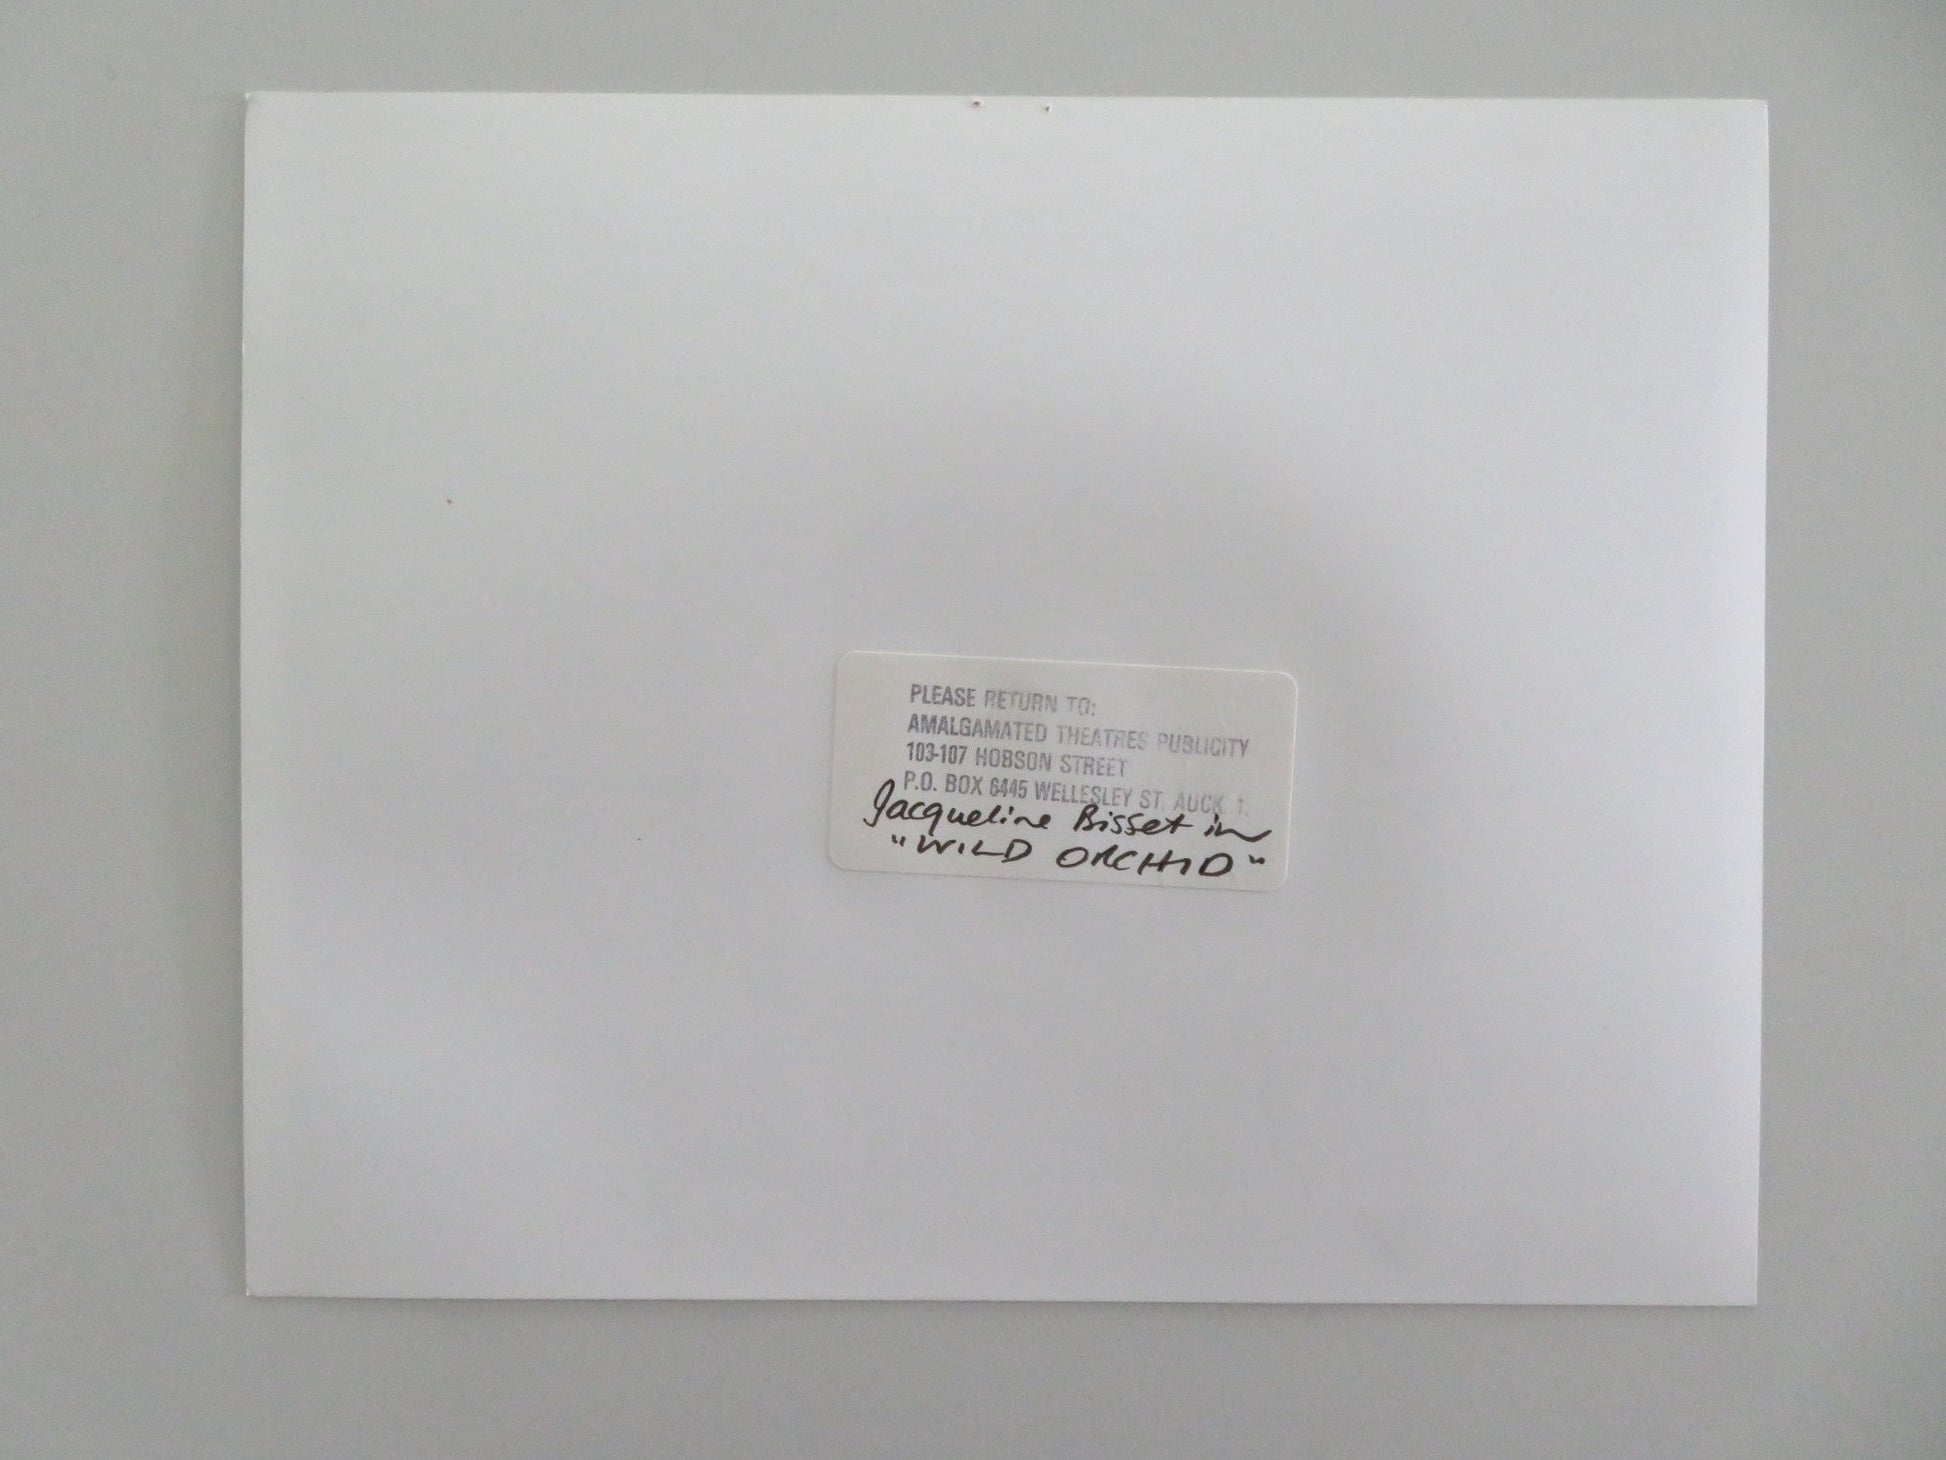 PLEASE RETURN TO:
AMALGAMATED THEATRES PUBLICITY
103-107 HOBSON STREET
P.O. BOX 6445 WELLESLEY ST. AUCK 1.
Jacqueline Bisset in
"WILD ORCHID"